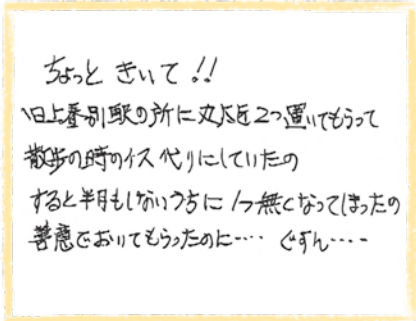 ちょっと きいて!!
旧上登別駅の所に丸太を2つ置いてもらって
散歩の時のイス代りにしていたの
すると半月もしないうちに1つ無くなってしまったの
善意でおいてもらったのに…… ぐすん……